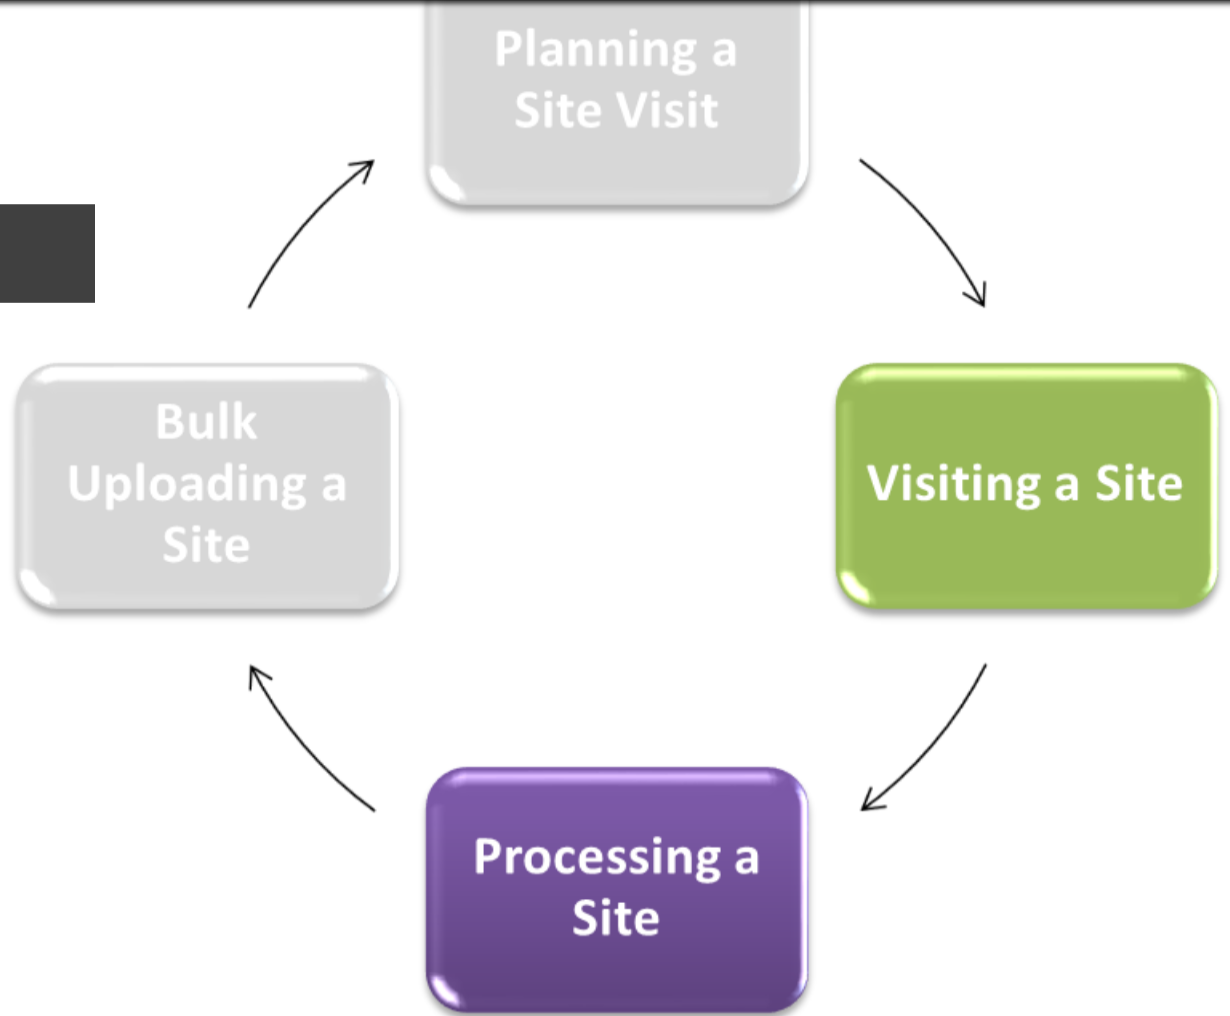 Planning a
Site Visit
Bulk
Uploading a
Site
Visiting a Site
Processing a
Site